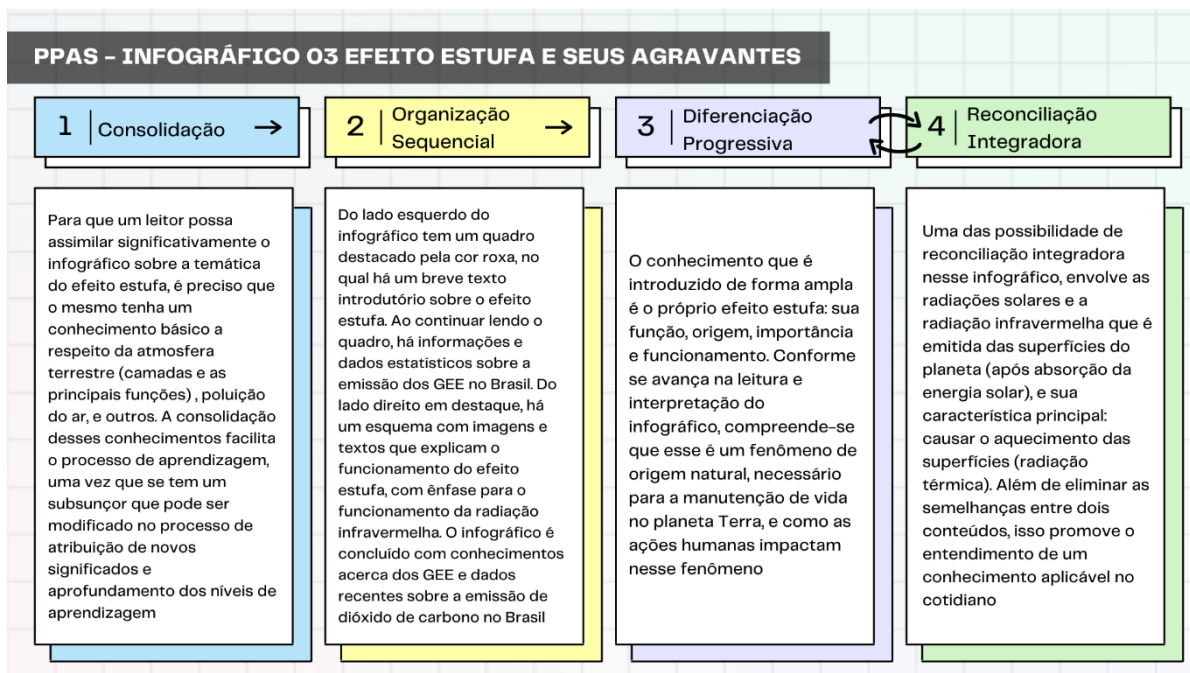 PPAS – INFOGRÁFICO 03 EFEITO ESTUFA E SEUS AGRAVANTES
1 Consolidação
Para que um leitor possa
assimilar significativamente o
infográfico sobre a temática
do efeito estufa, é preciso que
o mesmo tenha um
conhecimento básico a
respeito da atmosfera
terrestre (camadas e as
principais funções) , poluição
do ar, e outros. A consolidação
desses conhecimentos facilita
o processo de aprendizagem,
uma vez que se tem um
subsunçor que pode ser
modificado no processo de
atribuição de novos
significados e
aprofundamento dos níveis de
aprendizagem
2 Organização
Sequencial
Do lado esquerdo do
infográfico tem um quadro
destacado pela cor roxa, no
qual há um breve texto
introdutório sobre o efeito
estufa. Ao continuar lendo o
quadro, há informações e
dados estatísticos sobre a
emissão dos GEE no Brasil. Do
lado direito em destaque, há
um esquema com imagens e
textos que explicam o
funcionamento do efeito
estufa, com ênfase para o
funcionamento da radiação
infravermelha. O infográfico é
concluído com conhecimentos
acerca dos GEE e dados
recentes sobre a emissão de
dióxido de carbono no Brasil
3 Diferenciação
Progressiva
O conhecimento que é
introduzido de forma ampla
é o próprio efeito estufa: sua
função, origem, importância
e funcionamento. Conforme
se avança na leitura e
interpretação do
infográfico, compreende-se
que esse é um fenômeno de
origem natural, necessário
para a manutenção de vida
no planeta Terra, e como as
ações humanas impactam
nesse fenômeno
4 Reconciliação
Integradora
Uma das possibilidade de
reconciliação integradora
nesse infográfico, envolve as
radiações solares e a
radiação infravermelha que é
emitida das superfícies do
planeta (após absorção da
energia solar), e sua
característica principal:
causar o aquecimento das
superfícies (radiação
térmica). Além de eliminar as
semelhanças entre dois
conteúdos, isso promove o
entendimento de um
conhecimento aplicável no
cotidiano